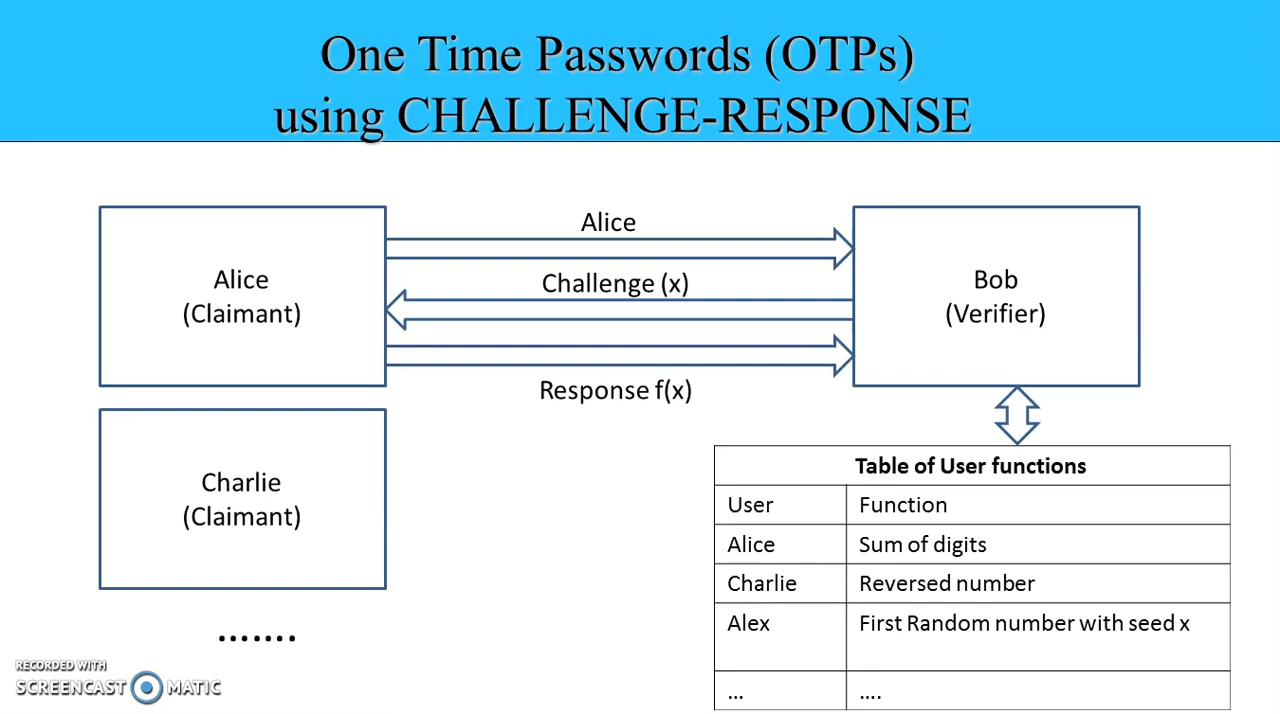 One Time Passwords (OTPs)
using CHALLENGE-RESPONSE
Alice
Alice
(Claimant)
Challenge (x)
Bob
(Verifier)
Response f(x)
Charlie
(Claimant)
.......
Table of User functions
User Function
Alice Sum of digits
Charlie Reversed number
Alex First Random number with seed x
... ....
RECORDED WITH
SCREENCAST MATIC